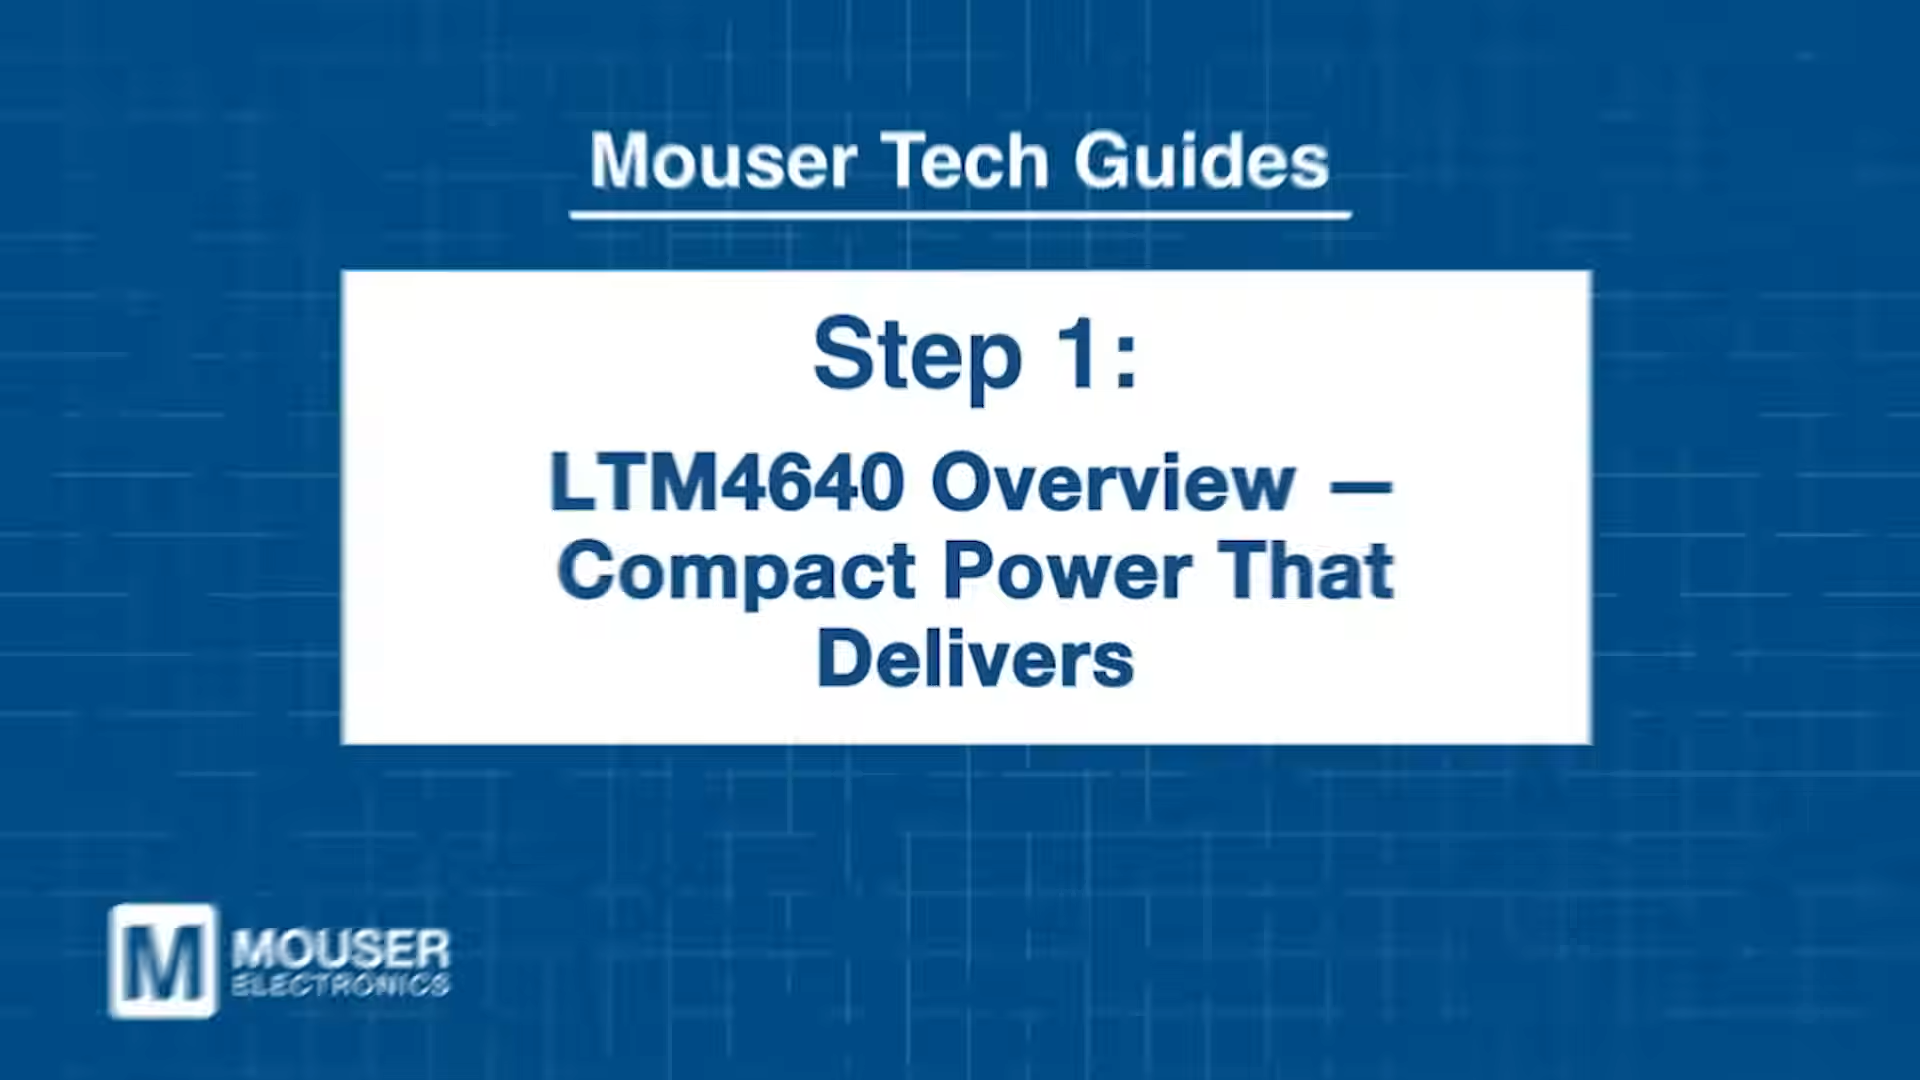 Mouser Tech Guides
Step 1:
LTM4640 Overview –
Compact Power That
Delivers
M MOUSER
ELECTRONICS